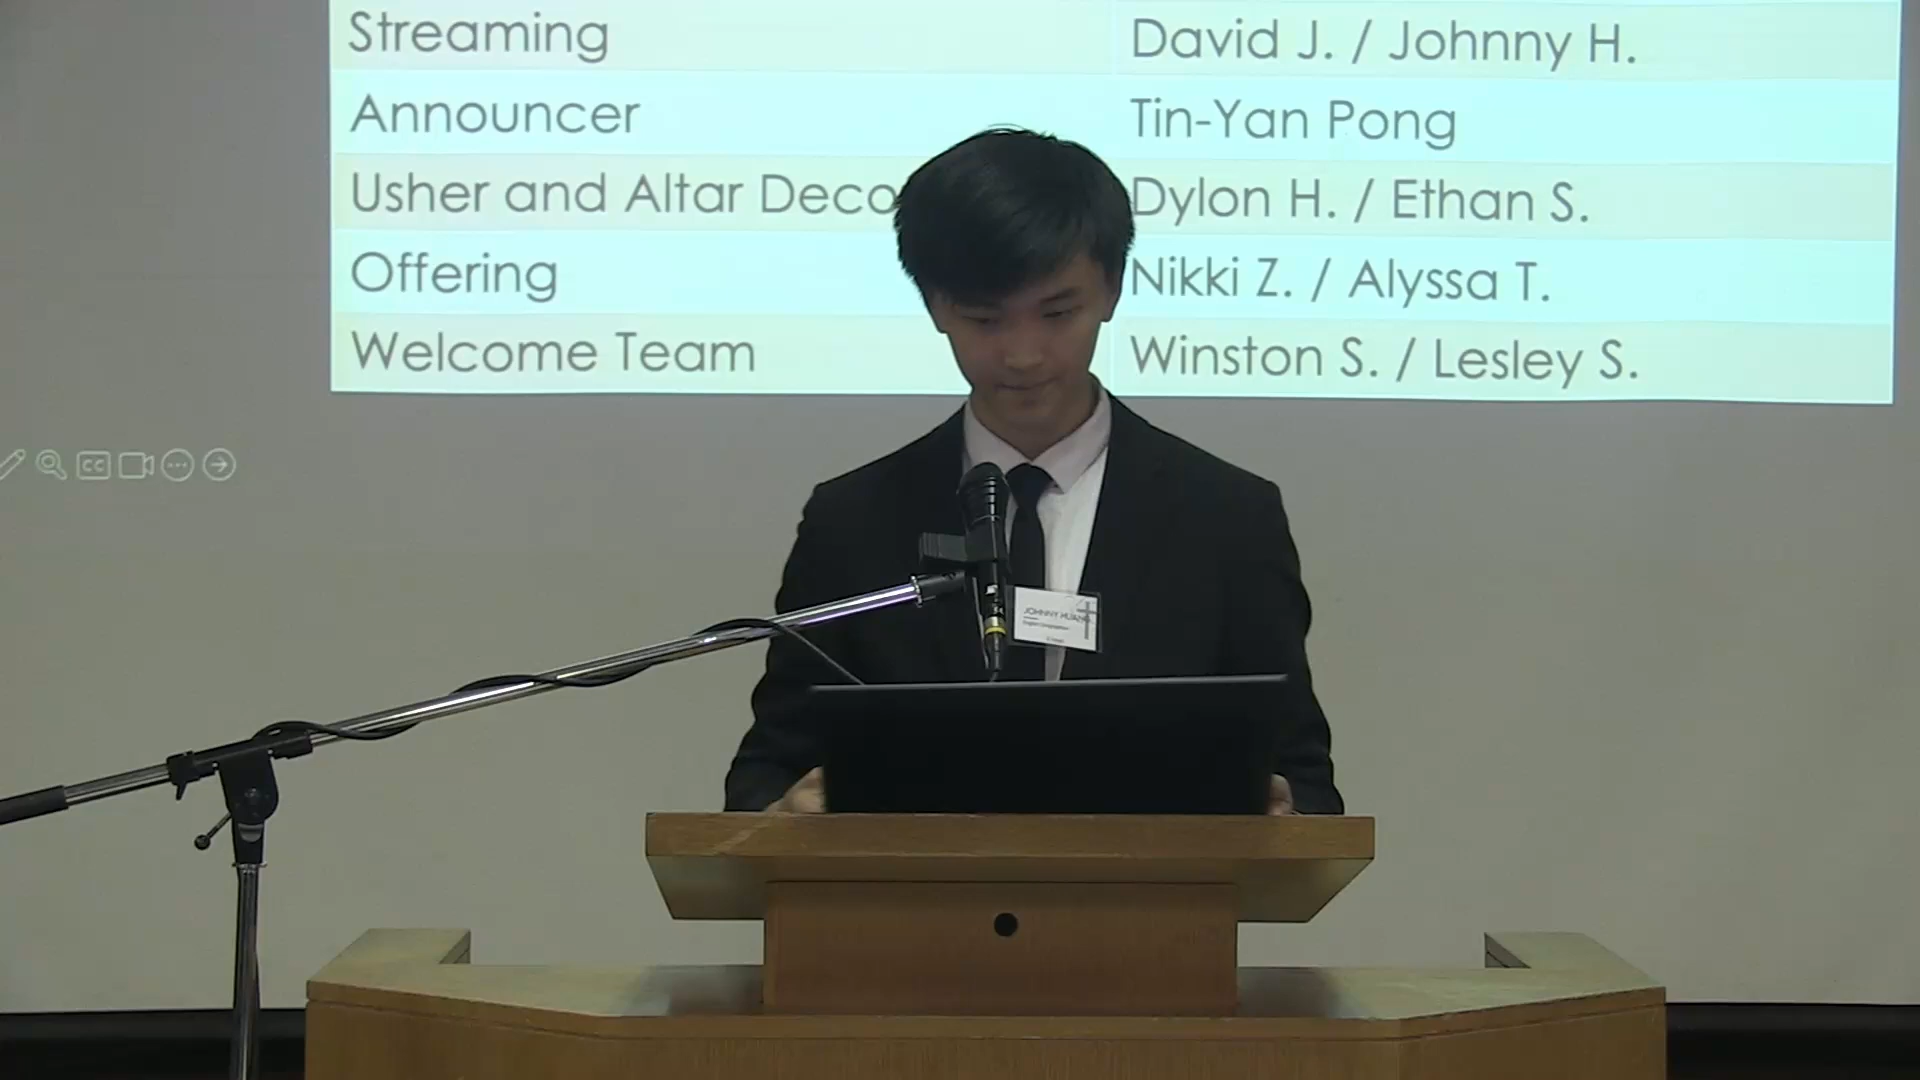 Streaming David J. / Johnny H.
Announcer Tin-Yan Pong
Usher and Altar Deco Dylon H. / Ethan S.
Offering Nikki Z. / Alyssa T.
Welcome Team Winston S. / Lesley S.
CC
JOHNNY HUANG